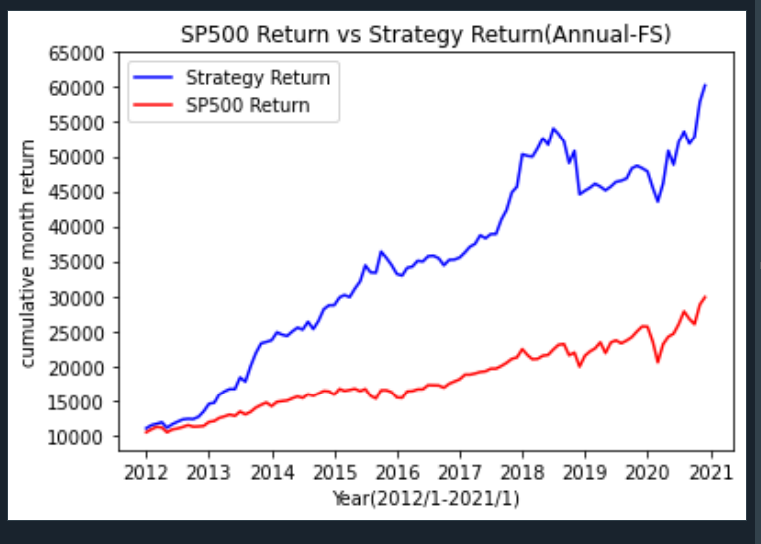 SP500 Return vs Strategy Return(Annual-FS)
65000
60000
55000
50000
45000
40000
35000
30000
25000
20000
15000
10000
cumulative month return
Strategy Return
SP500 Return
2012 2013 2014 2015 2016 2017 2018 2019 2020 2021
Year(2012/1-2021/1)